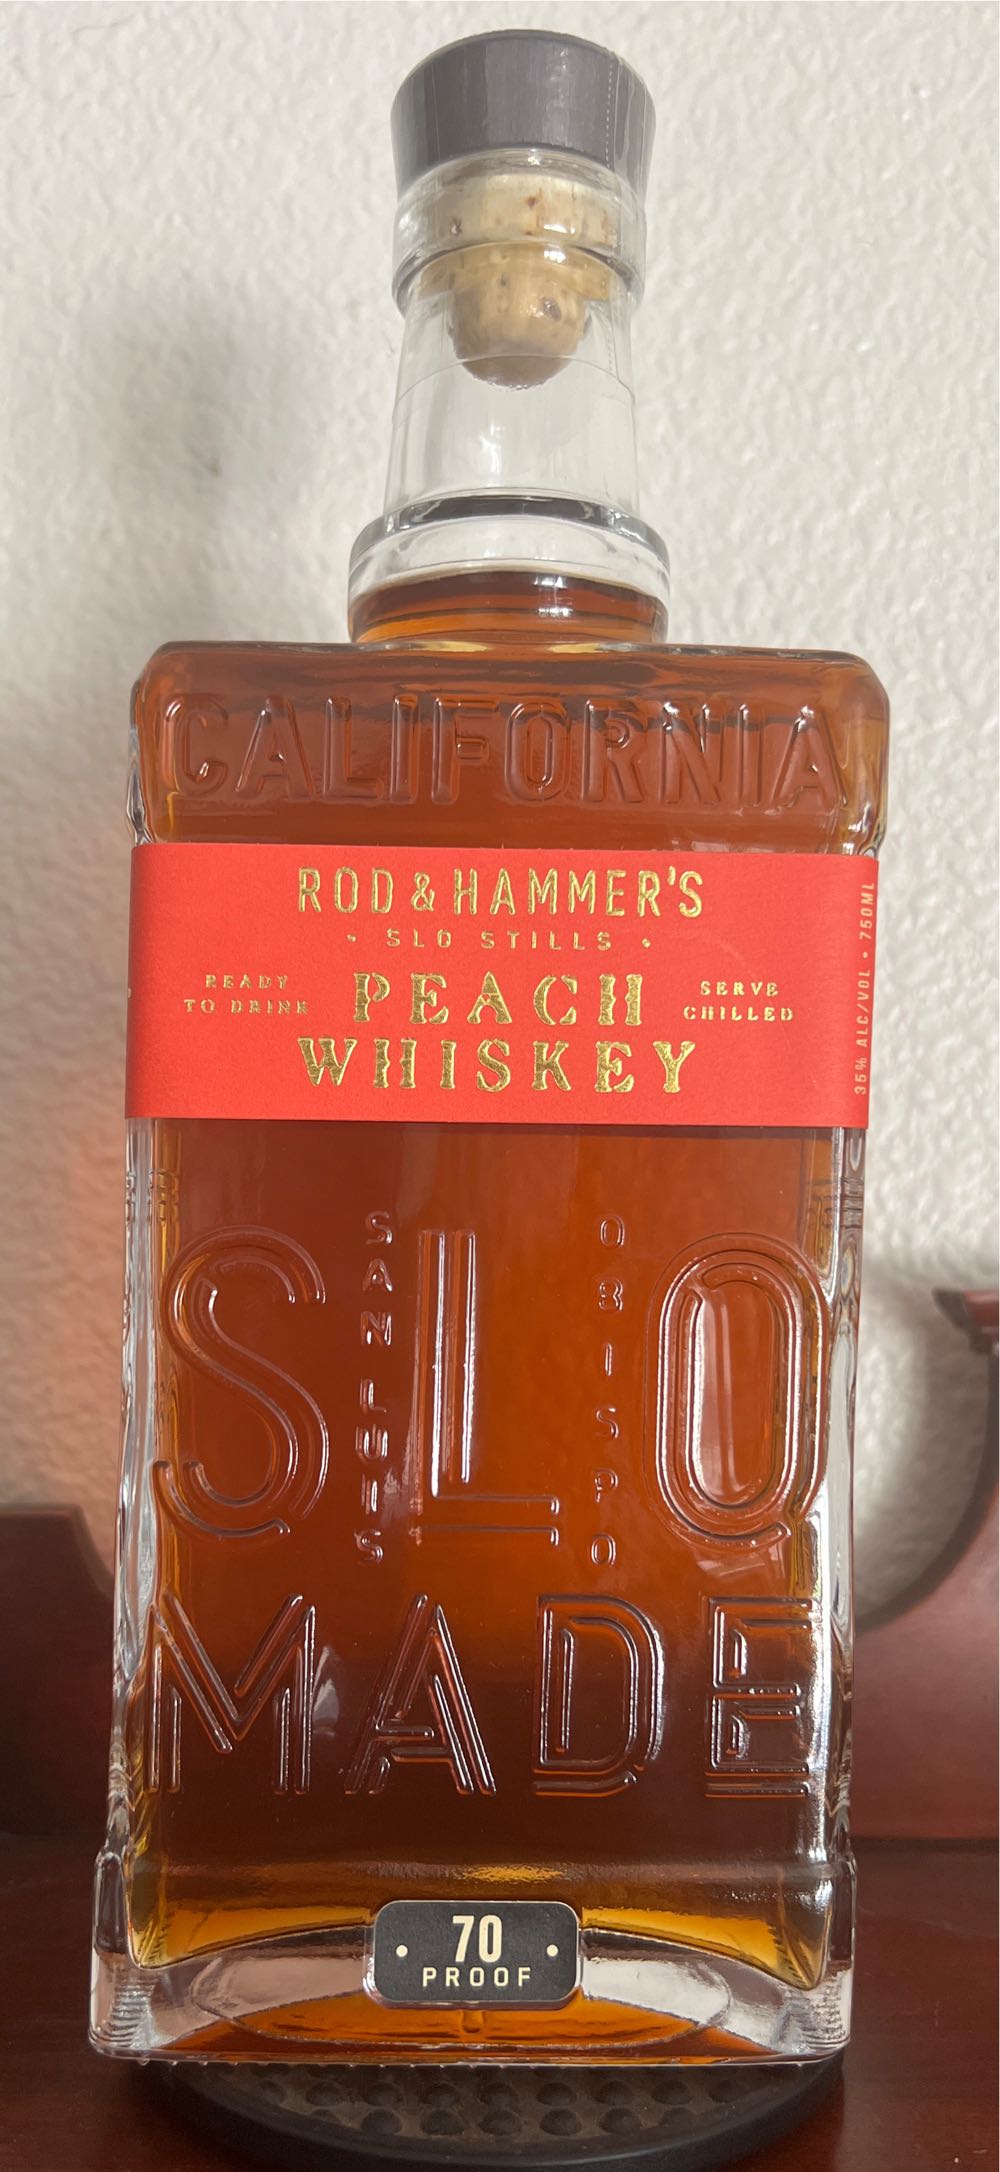 CALIFORNIA
ROD & HAMMER'S
• SLO STILLS •
READY
TO DRINK
PEACH
WHISKEY
SERVE
CHILLED
35% ALC/VOL • 750ML
SLO
SAN LUIS
OBISPO
MADE
• 70 •
PROOF